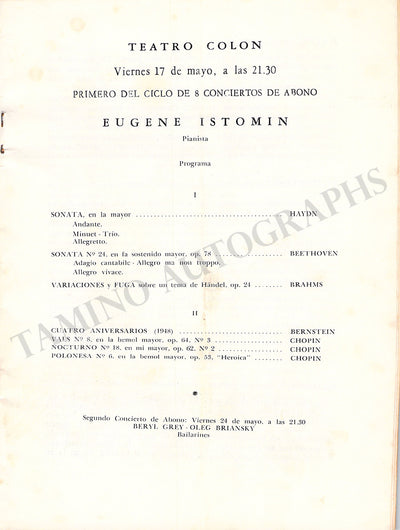 TEATRO COLON
Viernes 17 de mayo, a las 21.30
PRIMERO DEL CICLO DE 8 CONCIERTOS DE ABONO
EUGENE ISTOMIN
Pianista
Programa
I
SONATA, en la mayor ........ HAYDN
Andante.
Minuet - Trío.
Allegretto.
SONATA Nº 24, en fa sostenido mayor, op. 78 ........ BEETHOVEN
Adagio cantabile - Allegro ma non troppo.
Allegro vivace.
VARIACIONES y FUGA sobre un tema de Händel, op. 24 ........ BRAHMS
II
CUATRO ANIVERSARIOS (1948) ........ BERNSTEIN
VALS Nº 8, en la bemol mayor, op. 64, Nº 3 ........ CHOPIN
NOCTURNO Nº 18, en mi mayor, op. 62, Nº 2 ........ CHOPIN
POLONESA Nº 6, en la bemol mayor, op. 53, "Heroica" ........ CHOPIN
Segundo Concierto de Abono: Viernes 24 de mayo, a las 21.30
BERYL GREY - OLEG BRIANSKY
Bailarines
TAMINO AUTOGRAPHS